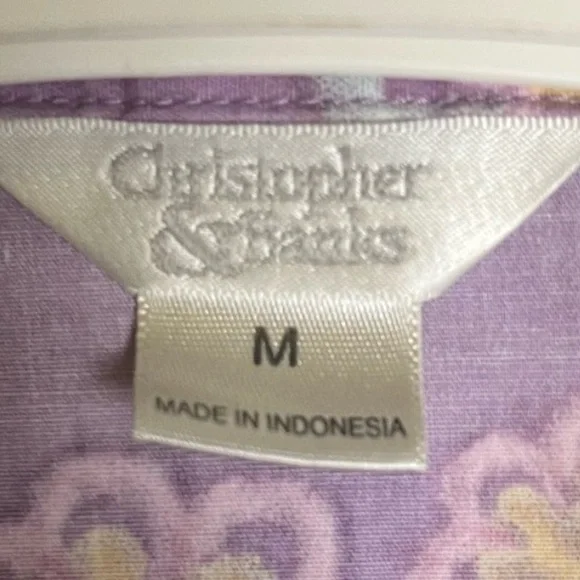 Christopher
& Banks
M
MADE IN INDONESIA